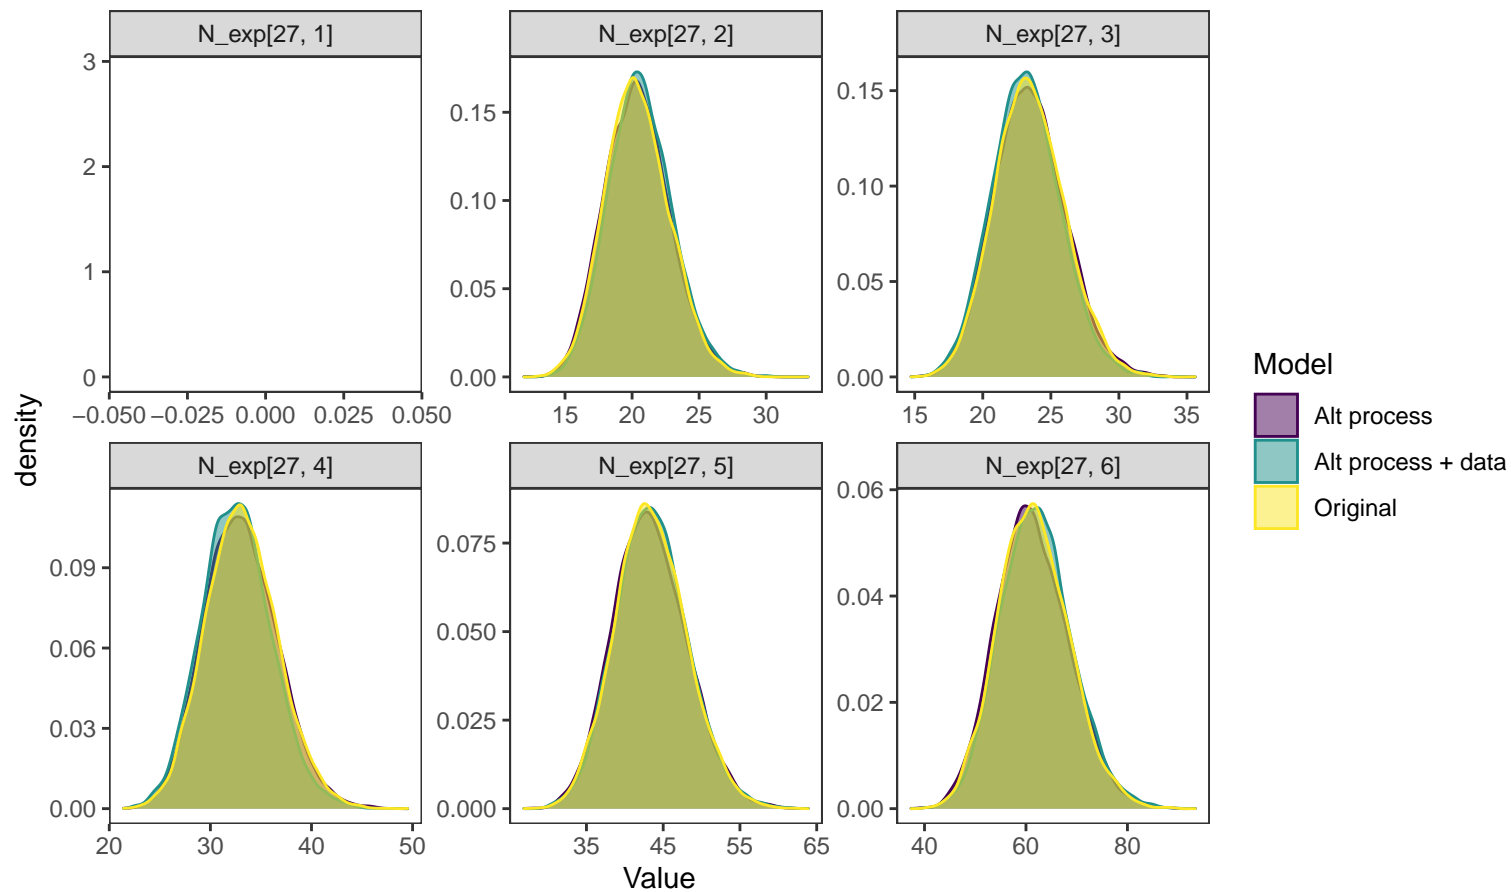 N_exp[27, 1]
N_exp[27, 2]
N_exp[27, 3]
3
2
1
0
0.15
0.10
0.05
0.00
0.15
0.10
0.05
0.00
−0.050 −0.025 0.000 0.025 0.050
15 20 25 30
15 20 25 30 35
density
N_exp[27, 4]
N_exp[27, 5]
N_exp[27, 6]
0.09
0.06
0.03
0.00
0.075
0.050
0.025
0.000
0.06
0.04
0.02
0.00
20 30 40 50
35 45 55 65
40 60 80
Value
Model
Alt process
Alt process + data
Original